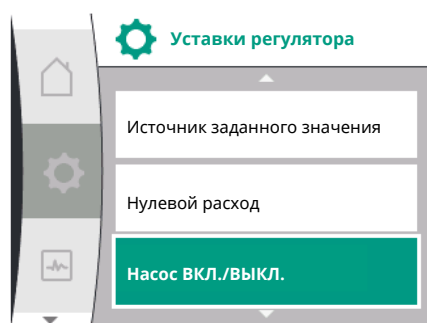 Уставки регулятора
Источник заданного значения
Нулевой расход
Насос ВКЛ./ВЫКЛ.